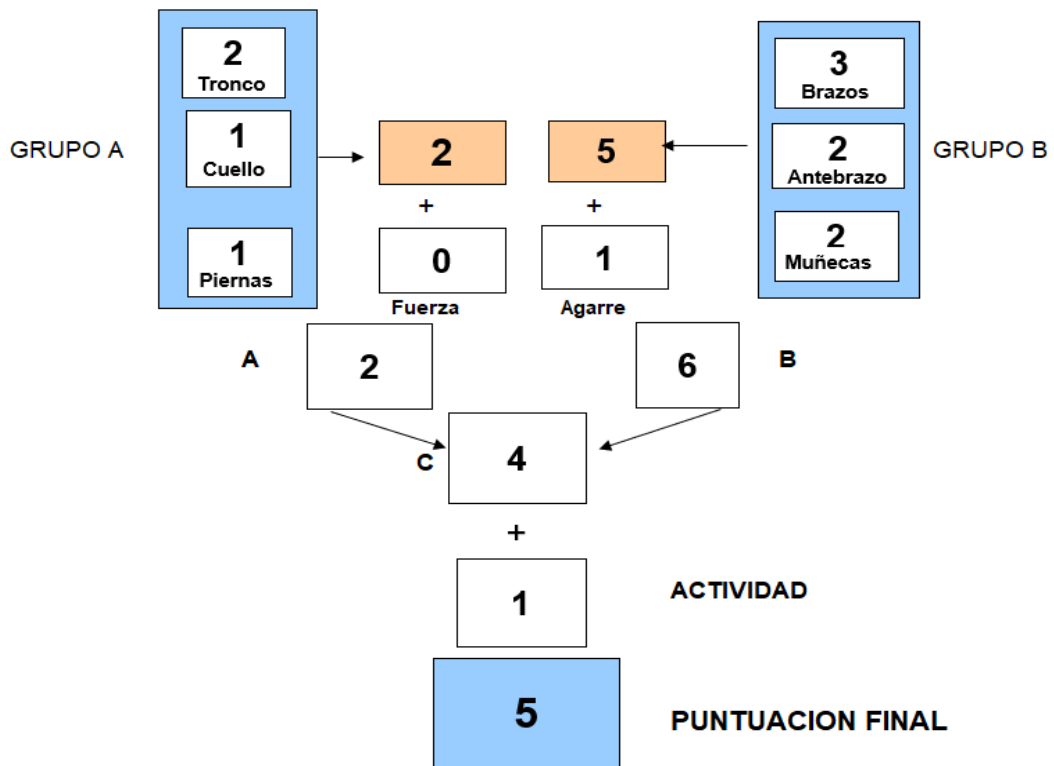 2
Tronco
1
Cuello
1
Piernas
GRUPO A
2
+
0
Fuerza
5
+
1
Agarre
3
Brazos
2
Antebrazo
2
Muñecas
GRUPO B
A
2
6
B
C
4
+
1
ACTIVIDAD
5
PUNTUACION FINAL